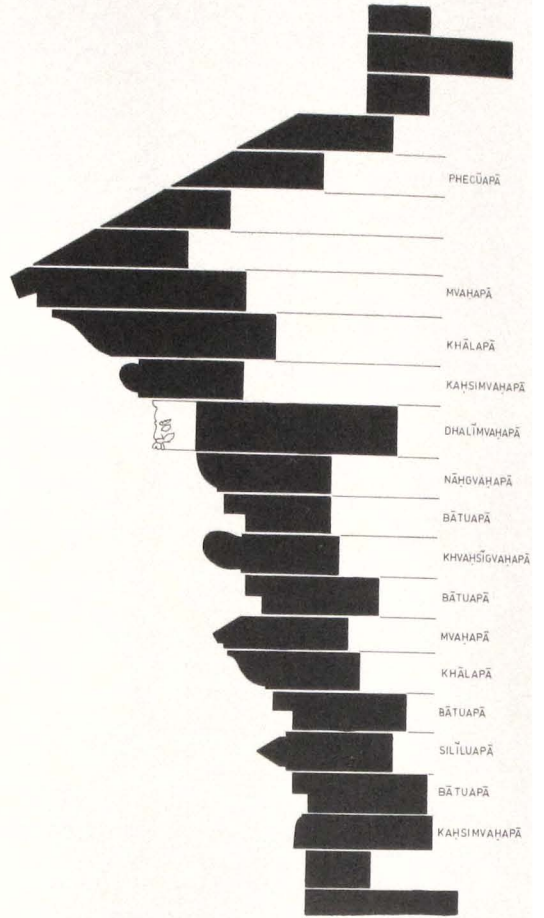 PHECŪAPĀ
MVAḤAPĀ
KHĀLAPĀ
KAḤSIMVAḤAPĀ
DHALĪMVAḤAPĀ
NĀḤGVAḤAPĀ
BĀTUAPĀ
KHVAḤSĪGVAḤAPĀ
BĀTUAPĀ
MVAḤAPĀ
KHĀLAPĀ
BĀTUAPĀ
SILĪLUAPĀ
BĀTUAPĀ
KAḤSIMVAḤAPĀ